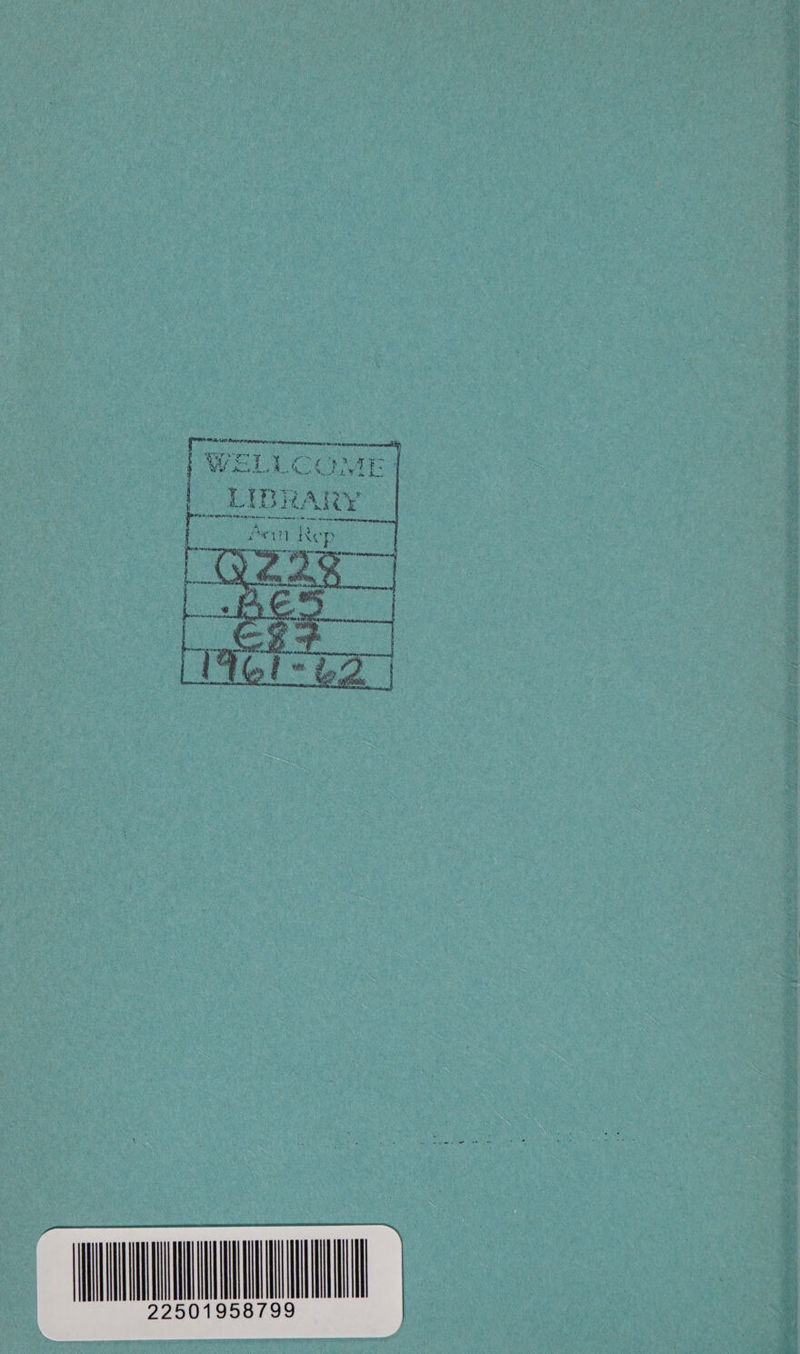 WELLCOME
LIBRARY
Ann Rep
QZ28
.BE5
E87
1961-62
22501958799